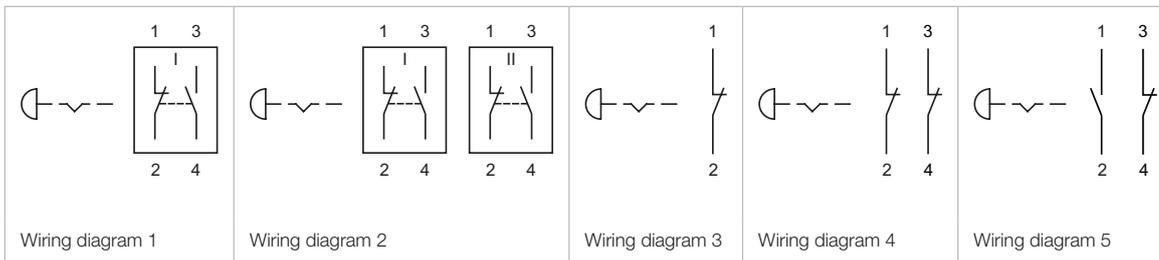 1 3
I
2 4
Wiring diagram 1
1 3 1 3
I II
2 4 2 4
Wiring diagram 2
1
2
Wiring diagram 3
1 3
2 4
Wiring diagram 4
1 3
2 4
Wiring diagram 5